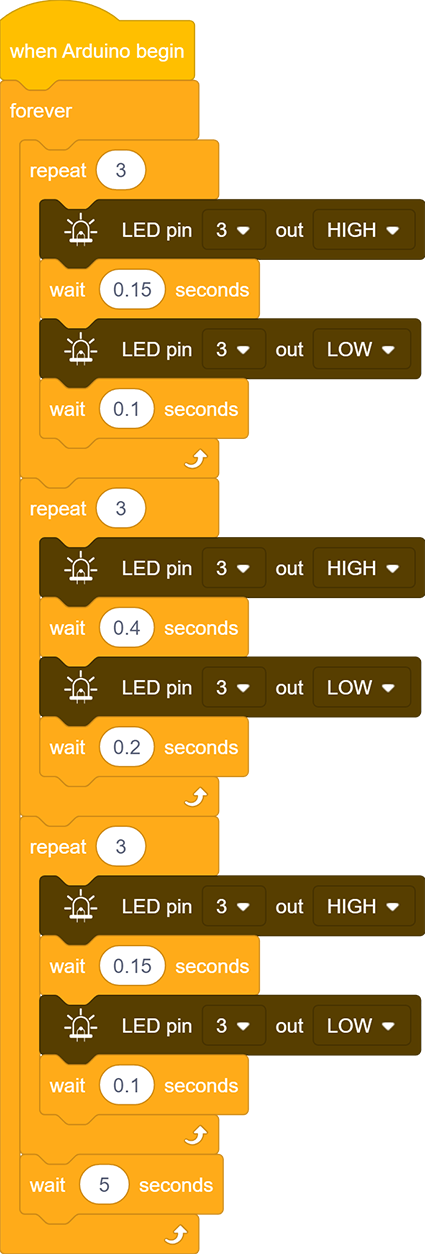 when Arduino begin
forever
repeat 3
LED pin 3 out HIGH
wait 0.15 seconds
LED pin 3 out LOW
wait 0.1 seconds
repeat 3
LED pin 3 out HIGH
wait 0.4 seconds
LED pin 3 out LOW
wait 0.2 seconds
repeat 3
LED pin 3 out HIGH
wait 0.15 seconds
LED pin 3 out LOW
wait 0.1 seconds
wait 5 seconds